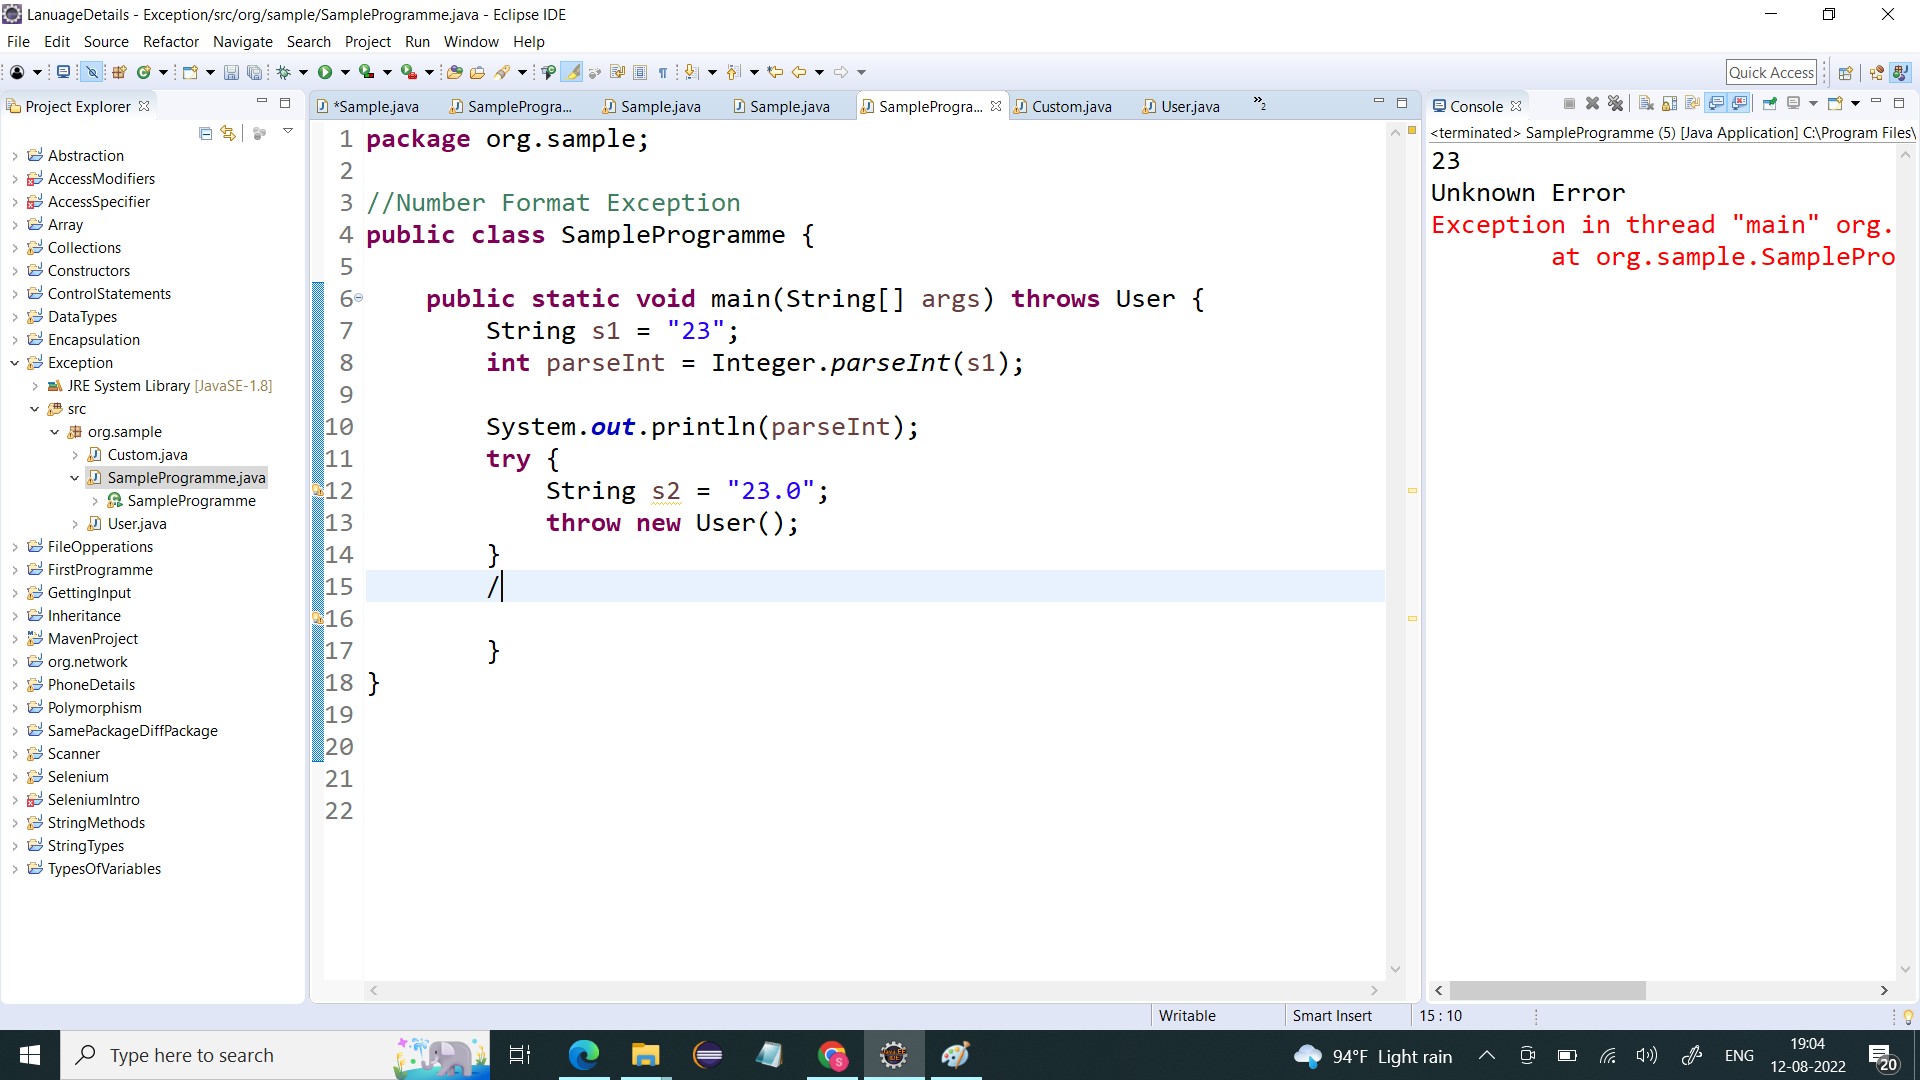 LanuageDetails - Exception/src/org/sample/SampleProgramme.java - Eclipse IDE
File Edit Source Refactor Navigate Search Project Run Window Help
Quick Access
Project Explorer
*Sample.java SampleProgra... Sample.java Sample.java SampleProgra... Custom.java User.java »2
Console
<terminated> SampleProgramme (5) [Java Application] C:\Program Files\
Abstraction
AccessModifiers
AccessSpecifier
Array
Collections
Constructors
ControlStatements
DataTypes
Encapsulation
Exception
JRE System Library [JavaSE-1.8]
src
org.sample
Custom.java
SampleProgramme.java
SampleProgramme
User.java
FileOpperations
FirstProgramme
GettingInput
Inheritance
MavenProject
org.network
PhoneDetails
Polymorphism
SamePackageDiffPackage
Scanner
Selenium
SeleniumIntro
StringMethods
StringTypes
TypesOfVariables
1 package org.sample;
2
3 //Number Format Exception
4 public class SampleProgramme {
5
6 public static void main(String[] args) throws User {
7 String s1 = "23";
8 int parseInt = Integer.parseInt(s1);
9
10 System.out.println(parseInt);
11 try {
12 String s2 = "23.0";
13 throw new User();
14 }
15 /
16
17 }
18 }
19
20
21
22
23
Unknown Error
Exception in thread "main" org.
at org.sample.SamplePro
Writable Smart Insert 15 : 10
Type here to search
94°F Light rain ENG 19:04
12-08-2022
20